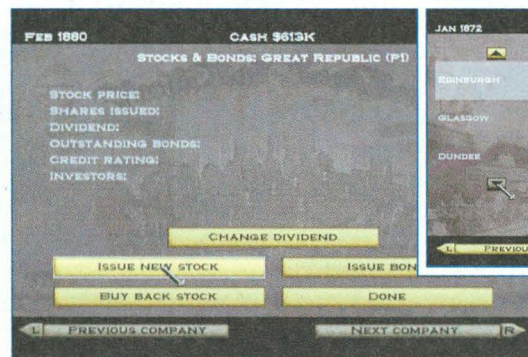 FEB 1880 CASH $613K
STOCKS & BONDS: GREAT REPUBLIC (P1)
STOCK PRICE:
SHARES ISSUED:
DIVIDEND:
OUTSTANDING BONDS:
CREDIT RATING:
INVESTORS:
CHANGE DIVIDEND
ISSUE NEW STOCK ISSUE BON
BUY BACK STOCK DONE
L PREVIOUS COMPANY NEXT COMPANY R
JAN 1872
EDINBURGH
GLASGOW
DUNDEE
L PREVIOU